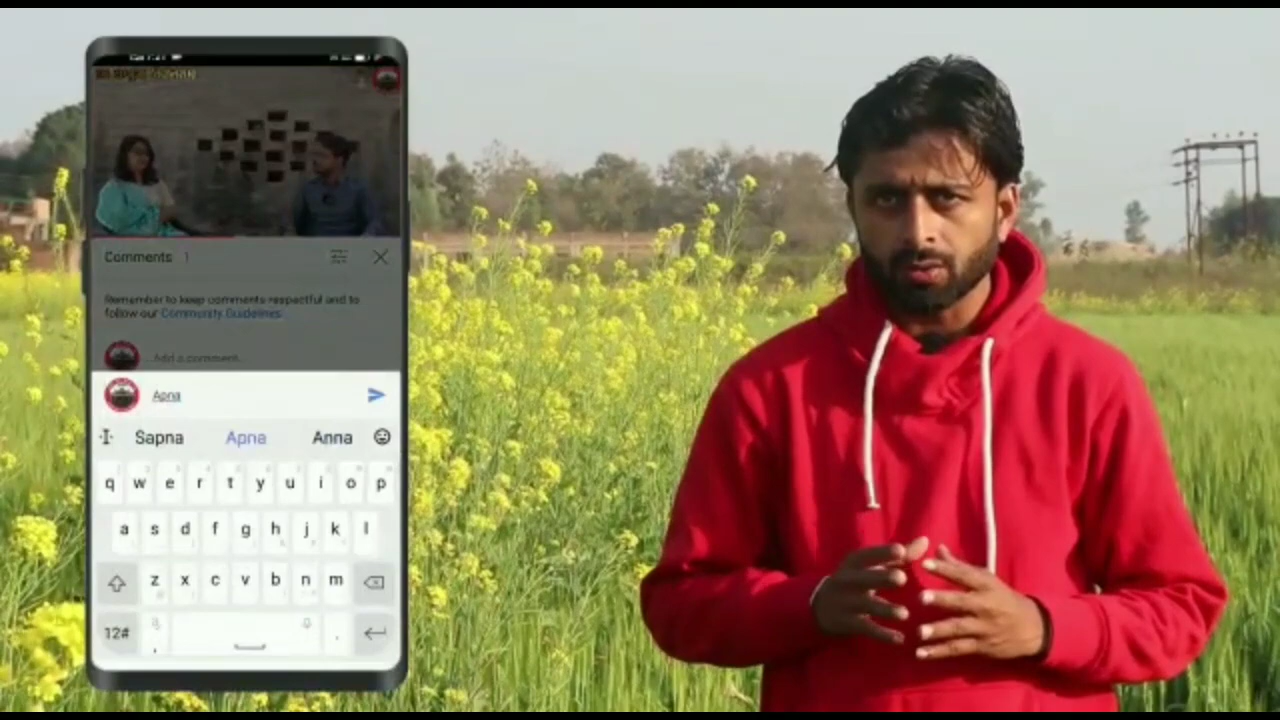 Comments 1
Remember to keep comments respectful and to
follow our Community Guidelines
Add a comment...
Apna
Sapna Apna Anna
q w e r t y u i o p
a s d f g h j k l
z x c v b n m
12# , .